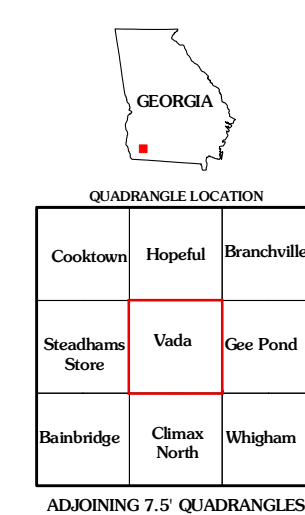 GEORGIA
QUADRANGLE LOCATION
Cooktown
Hopeful
Branchville
Steadhams
Store
Vada
Gee Pond
Bainbridge
Climax
North
Whigham
ADJOINING 7.5' QUADRANGLES